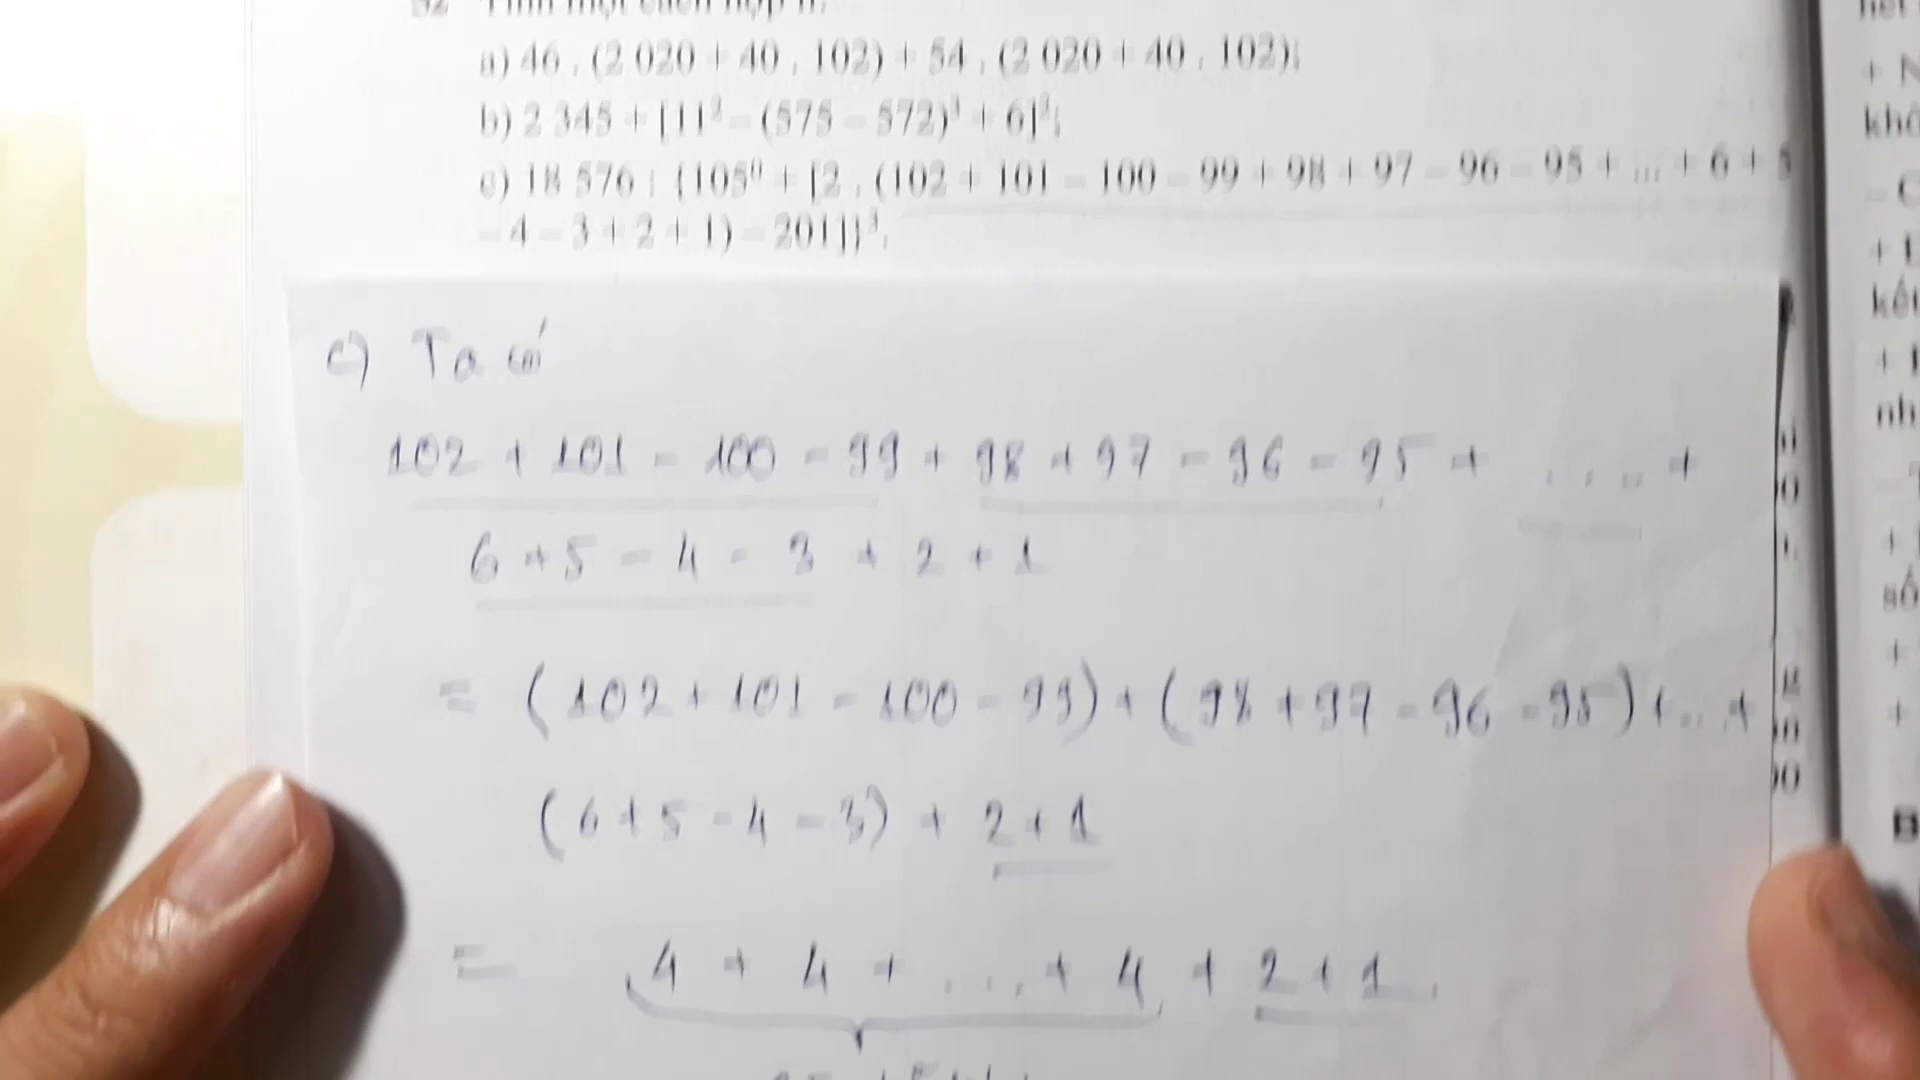 a) 46 . (2 020 + 40 . 102) + 54 . (2 020 + 40 . 102);
b) 2 345 + [11² – (575 – 572)³ + 6]²;
c) 18 576 : {105⁰ + [2 . (102 + 101 – 100 – 99 + 98 + 97 – 96 – 95 + ... + 6 + 5
– 4 – 3 + 2 + 1) – 201]}³.
c) Ta có
102 + 101 - 100 - 99 + 98 + 97 - 96 - 95 + ..... +
6 + 5 - 4 - 3 + 2 + 1
= (102 + 101 - 100 - 99) + (98 + 97 - 96 - 95) + ... +
(6 + 5 - 4 - 3) + 2 + 1
= 4 + 4 + .... + 4 + 2 + 1